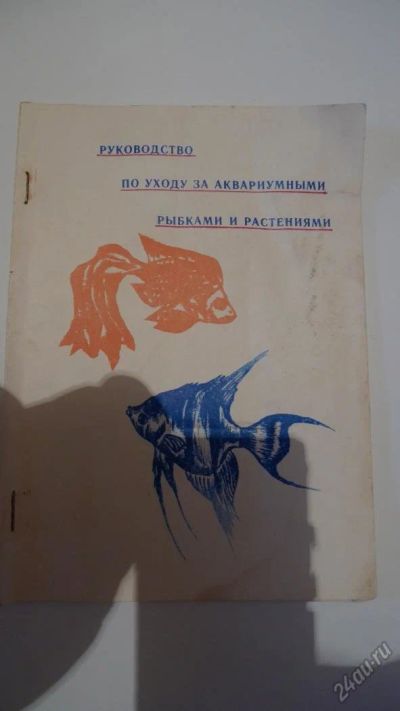 РУКОВОДСТВО
ПО УХОДУ ЗА АКВАРИУМНЫМИ
РЫБКАМИ И РАСТЕНИЯМИ
24au.ru